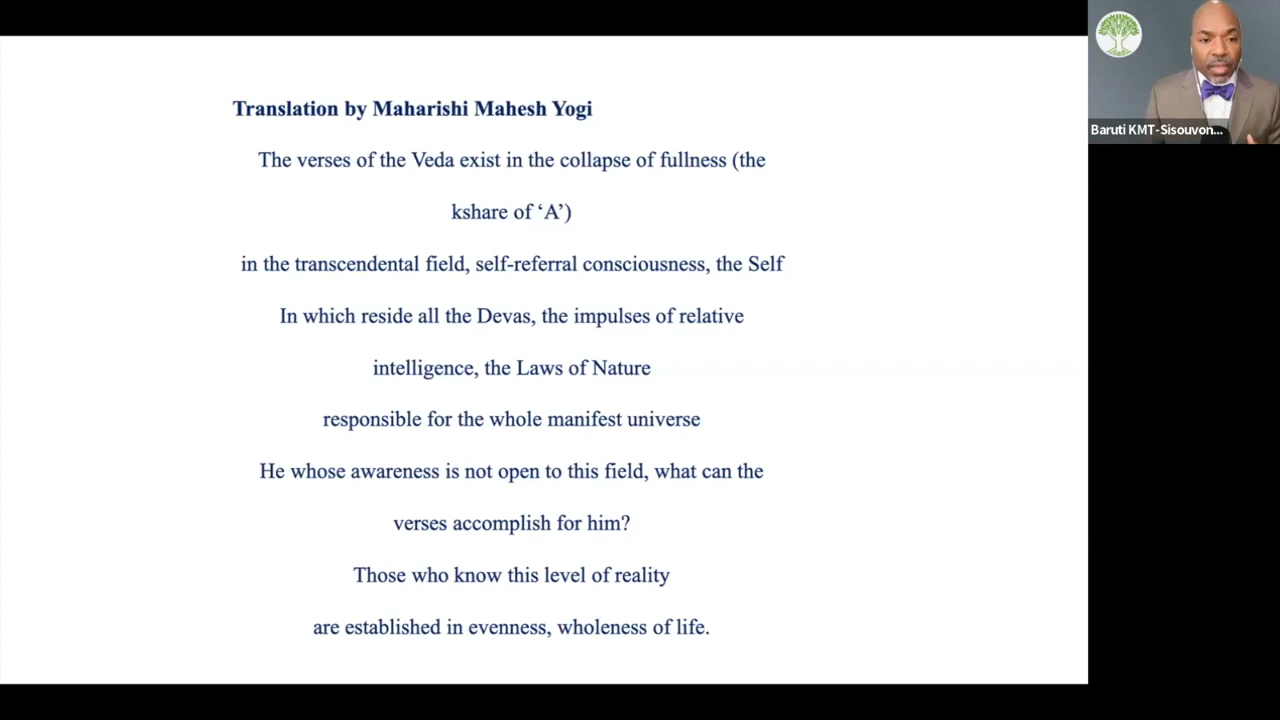 Translation by Maharishi Mahesh Yogi
The verses of the Veda exist in the collapse of fullness (the
kshare of ‘A’)
in the transcendental field, self-referral consciousness, the Self
In which reside all the Devas, the impulses of relative
intelligence, the Laws of Nature
responsible for the whole manifest universe
He whose awareness is not open to this field, what can the
verses accomplish for him?
Those who know this level of reality
are established in evenness, wholeness of life.
Baruti KMT-Sisouvon...